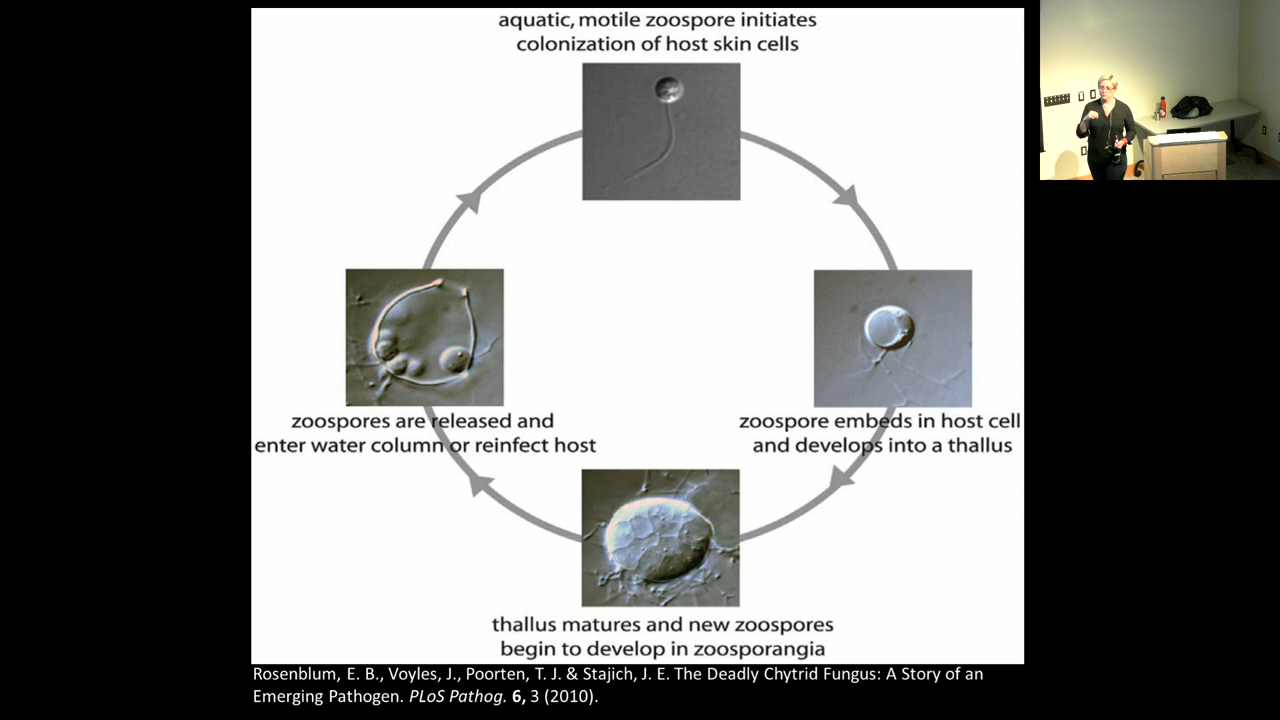 aquatic, motile zoospore initiates
colonization of host skin cells
zoospores are released and
enter water column or reinfect host
zoospore embeds in host cell
and develops into a thallus
thallus matures and new zoospores
begin to develop in zoosporangia
Rosenblum, E. B., Voyles, J., Poorten, T. J. & Stajich, J. E. The Deadly Chytrid Fungus: A Story of an
Emerging Pathogen. PLoS Pathog. 6, 3 (2010).